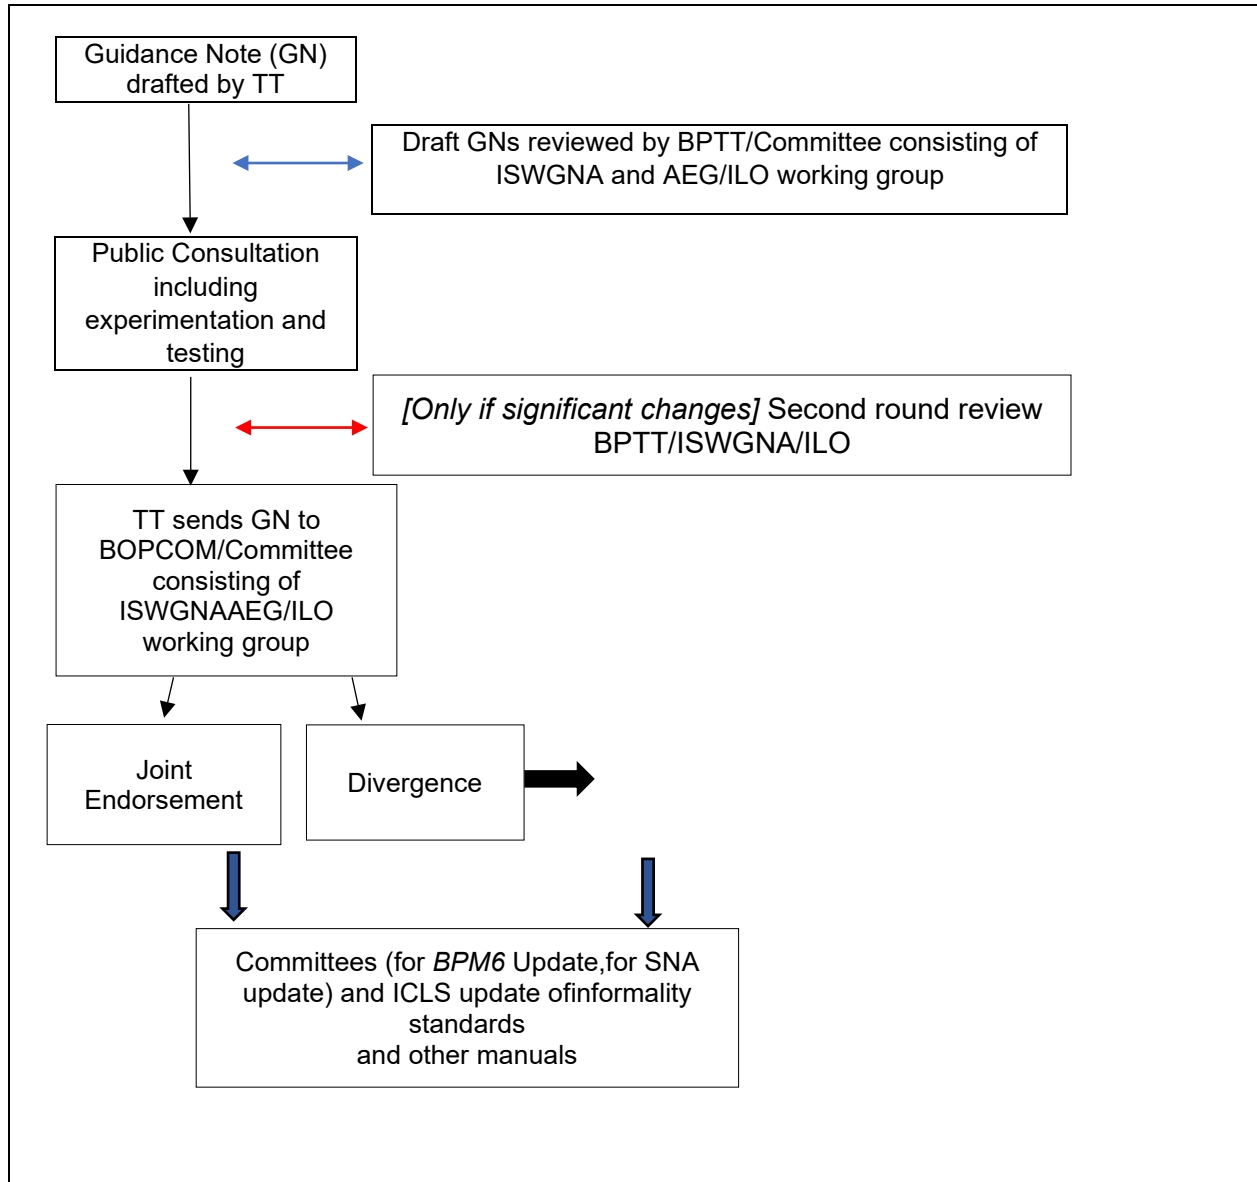 Guidance Note (GN)
drafted by TT
Draft GNs reviewed by BPTT/Committee consisting of
ISWGNA and AEG/ILO working group
Public Consultation
including
experimentation and
testing
[Only if significant changes] Second round review
BPTT/ISWGNA/ILO
TT sends GN to
BOPCOM/Committee
consisting of
ISWGNAAEG/ILO
working group
Joint
Endorsement
Divergence
Committees (for BPM6 Update,for SNA
update) and ICLS update ofinformality
standards
and other manuals